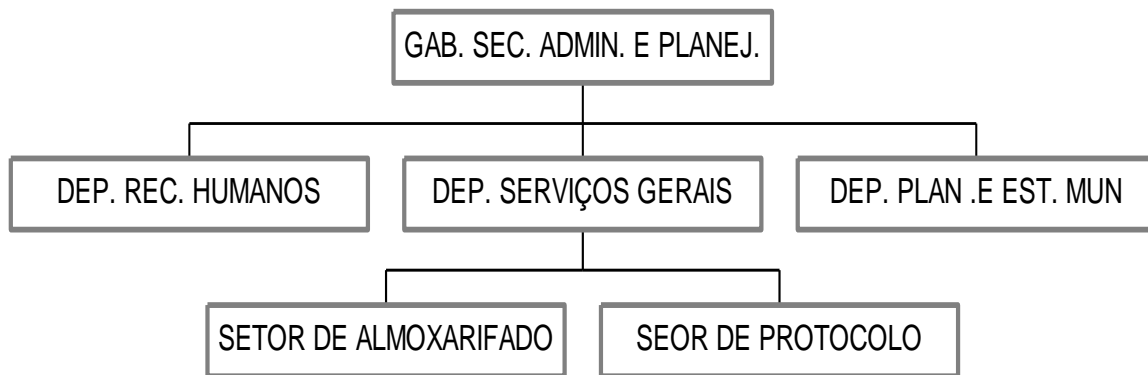 GAB. SEC. ADMIN. E PLANEJ.
DEP. REC. HUMANOS
DEP. SERVIÇOS GERAIS
DEP. PLAN .E EST. MUN
SETOR DE ALMOXARIFADO
SEOR DE PROTOCOLO